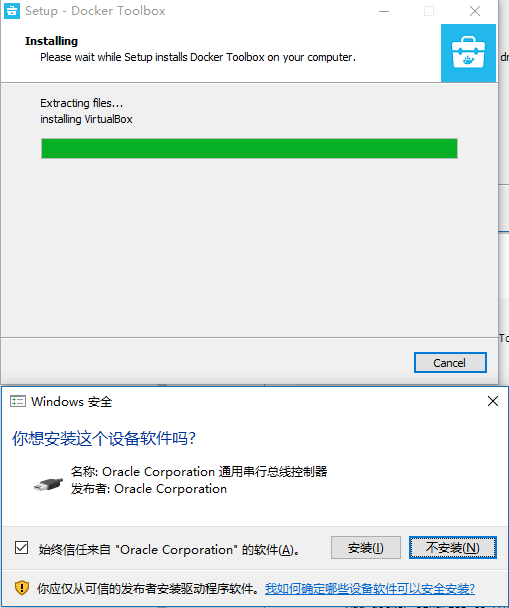 Setup - Docker Toolbox
Installing
Please wait while Setup installs Docker Toolbox on your computer.
Extracting files...
installing VirtualBox
Cancel
Windows 安全
你想安装这个设备软件吗?
名称: Oracle Corporation 通用串行总线控制器
发布者: Oracle Corporation
始终信任来自 "Oracle Corporation" 的软件(A)。
安装(I)
不安装(N)
你应仅从可信的发布者安装驱动程序软件。我如何确定哪些设备软件可以安全安装?